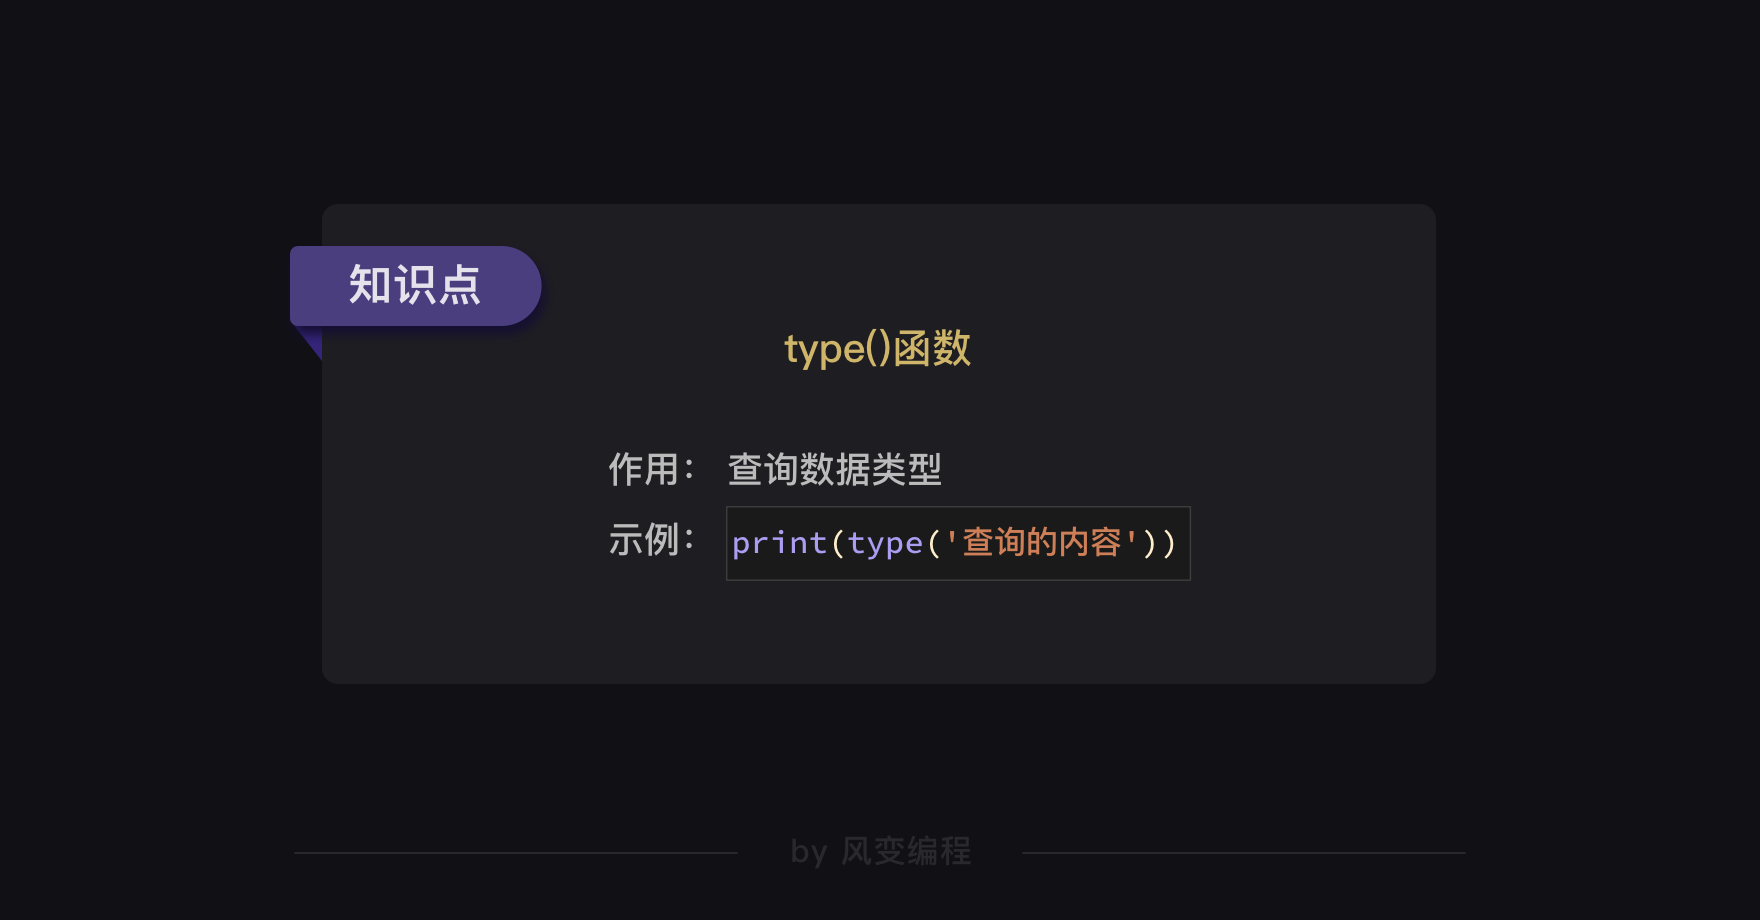 知识点
type()函数
作用： 查询数据类型
示例： print(type('查询的内容'))
by 风变编程